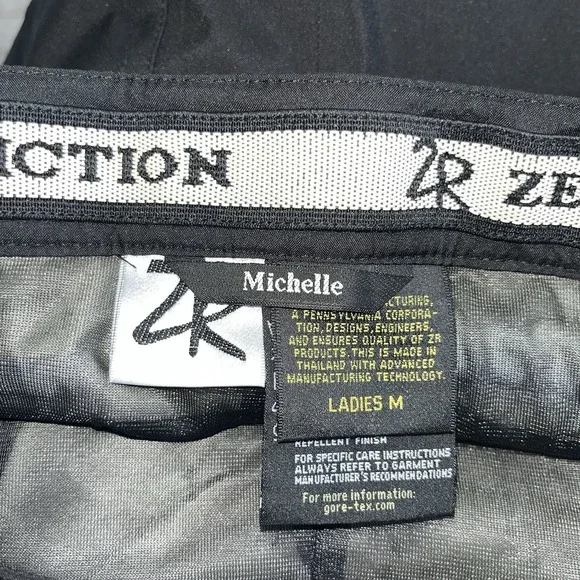 ICTION ZR ZE
Michelle
ZR
CTURING,
A PENNSYLVANIA CORPORA-
TION, DESIGNS, ENGINEERS,
AND ENSURES QUALITY OF ZR
PRODUCTS. THIS IS MADE IN
THAILAND WITH ADVANCED
MANUFACTURING TECHNOLOGY.
LADIES M
REPELLENT FINISH
FOR SPECIFIC CARE INSTRUCTIONS
ALWAYS REFER TO GARMENT
MANUFACTURER'S RECOMMENDATIONS
For more information:
gore-tex.com